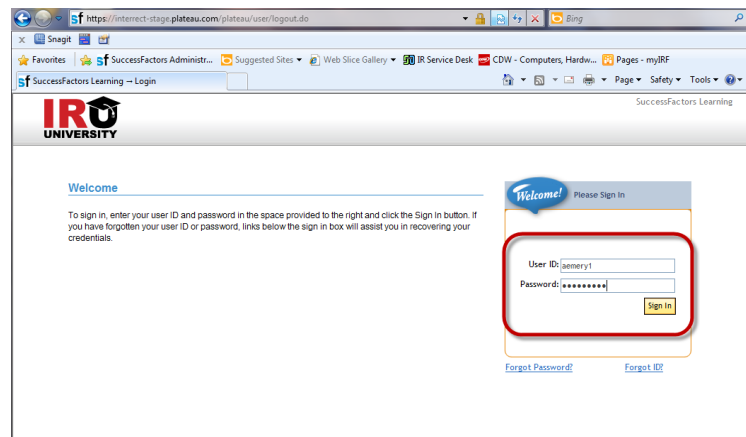 Sf https://interrect-stage.plateau.com/plateau/user/logout.do Bing
x Snagit
Favorites Sf SuccessFactors Administr... Suggested Sites Web Slice Gallery IR Service Desk CDW - Computers, Hardw... Pages - myIRF
Sf SuccessFactors Learning → Login Page Safety Tools
SuccessFactors Learning
IRU
UNIVERSITY
Welcome
To sign in, enter your user ID and password in the space provided to the right and click the Sign In button. If
you have forgotten your user ID or password, links below the sign in box will assist you in recovering your
credentials.
Welcome! Please Sign In
User ID: aemery1
Password: •••••••••
Sign In
Forgot Password? Forgot ID?